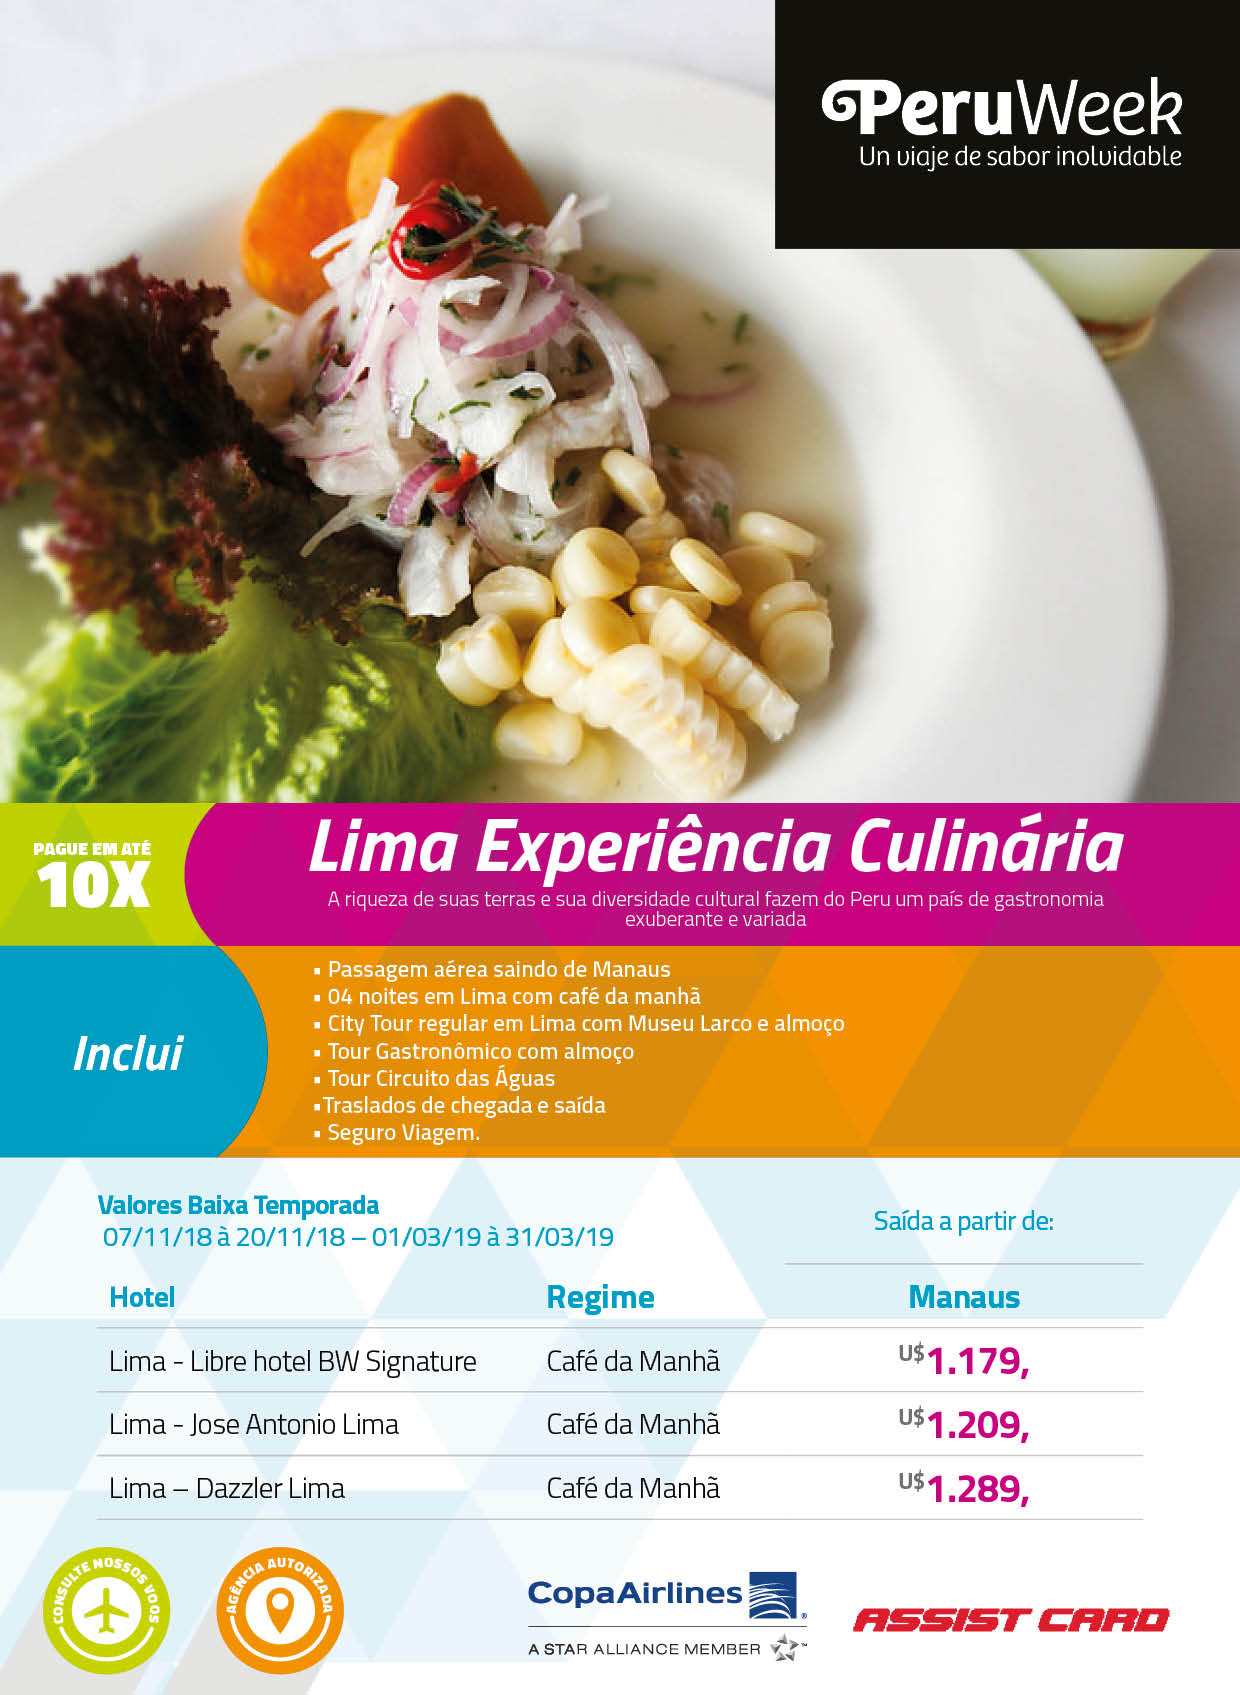 PeruWeek
Un viaje de sabor inolvidable
PAGUE EM ATÉ
10X
Lima Experiência Culinária
A riqueza de suas terras e sua diversidade cultural fazem do Peru um país de gastronomia
exuberante e variada
Inclui
▪ Passagem aérea saindo de Manaus
▪ 04 noites em Lima com café da manhã
▪ City Tour regular em Lima com Museu Larco e almoço
▪ Tour Gastronômico com almoço
▪ Tour Circuito das Águas
▪Traslados de chegada e saída
▪ Seguro Viagem.
Valores Baixa Temporada
07/11/18 à 20/11/18 – 01/03/19 à 31/03/19
Saída a partir de:
Hotel Regime Manaus
Lima - Libre hotel BW Signature Café da Manhã U$1.179,
Lima - Jose Antonio Lima Café da Manhã U$1.209,
Lima – Dazzler Lima Café da Manhã U$1.289,
CONSULTE NOSSOS VOOS
AGÊNCIA AUTORIZADA
CopaAirlines®
A STAR ALLIANCE MEMBER ™
ASSIST CARD